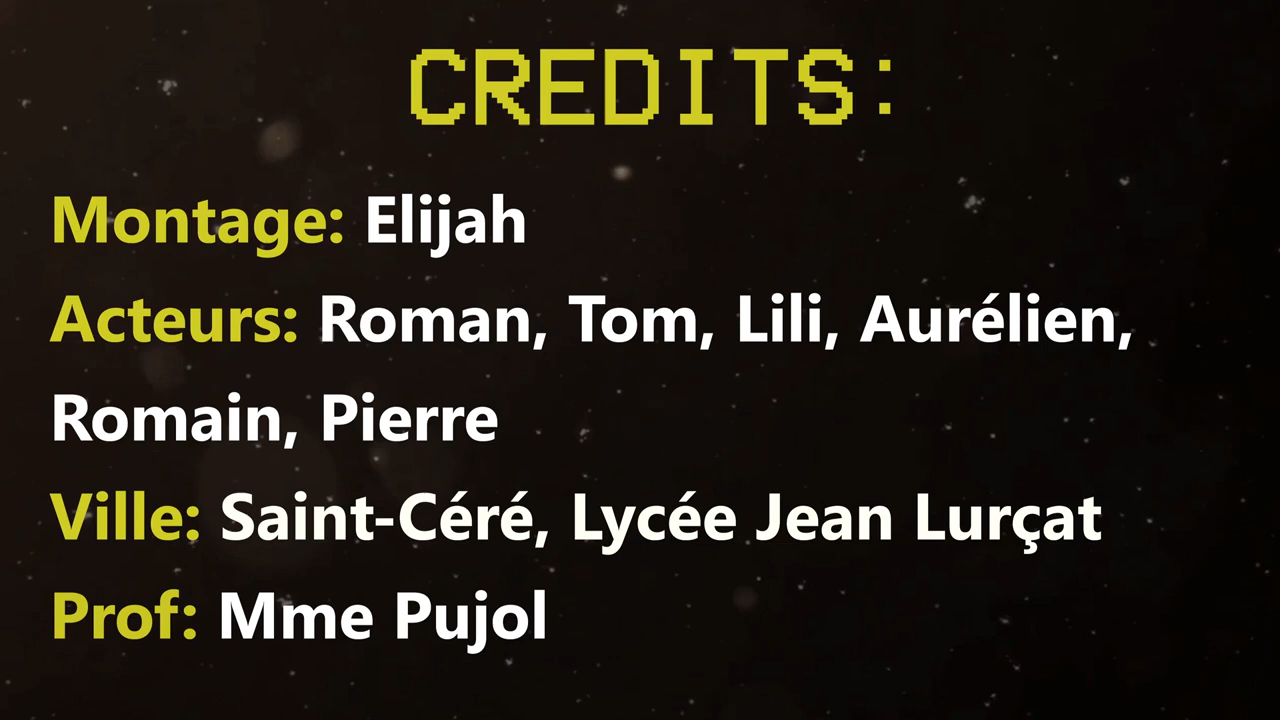 CREDITS:
Montage: Elijah
Acteurs: Roman, Tom, Lili, Aurélien,
Romain, Pierre
Ville: Saint-Céré, Lycée Jean Lurçat
Prof: Mme Pujol